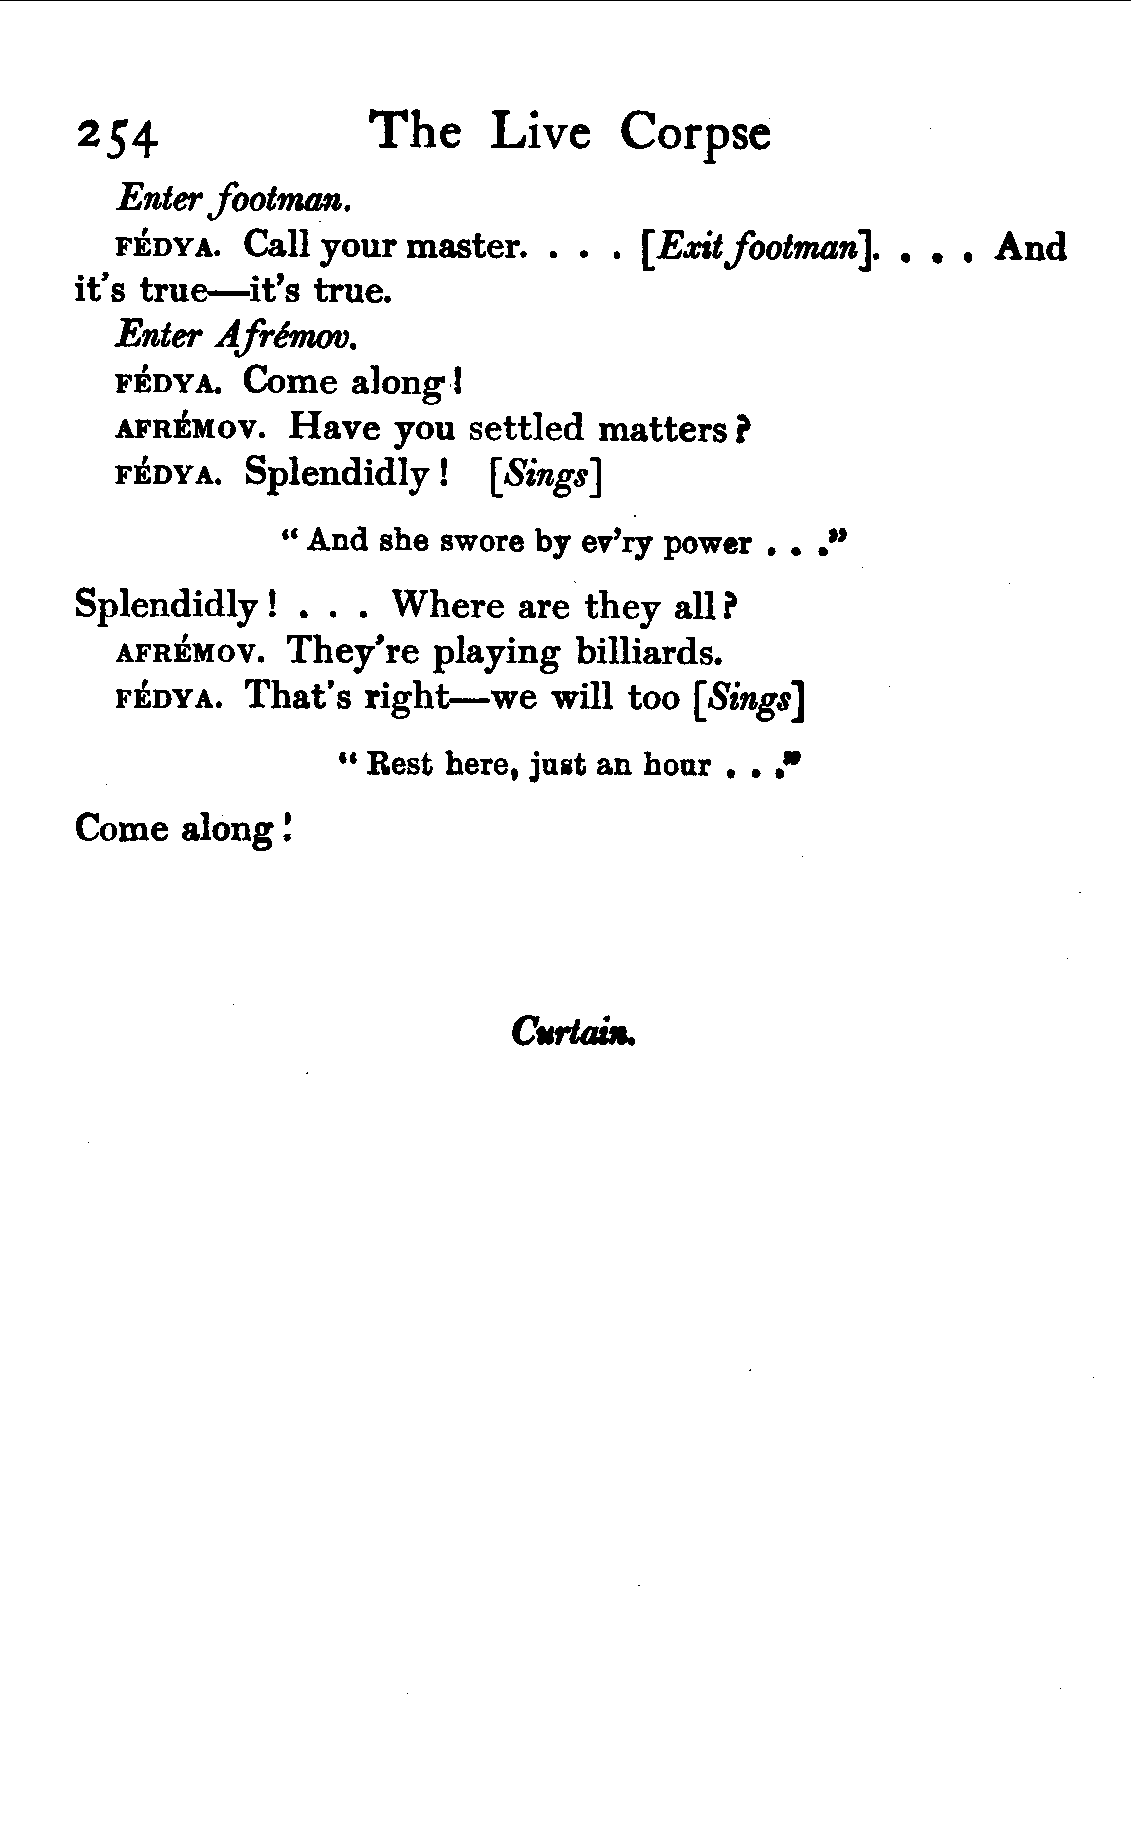 254 The Live Corpse
Enter footman.
FÉDYA. Call your master. . . . [Exit footman]. . . . And
it's true—it's true.
Enter Afrémov.
FÉDYA. Come along!
AFRÉMOV. Have you settled matters?
FÉDYA. Splendidly! [Sings]
"And she swore by ev'ry power . . ."
Splendidly! . . . Where are they all?
AFRÉMOV. They're playing billiards.
FÉDYA. That's right—we will too [Sings]
"Rest here, just an hour . . ."
Come along!
Curtain.